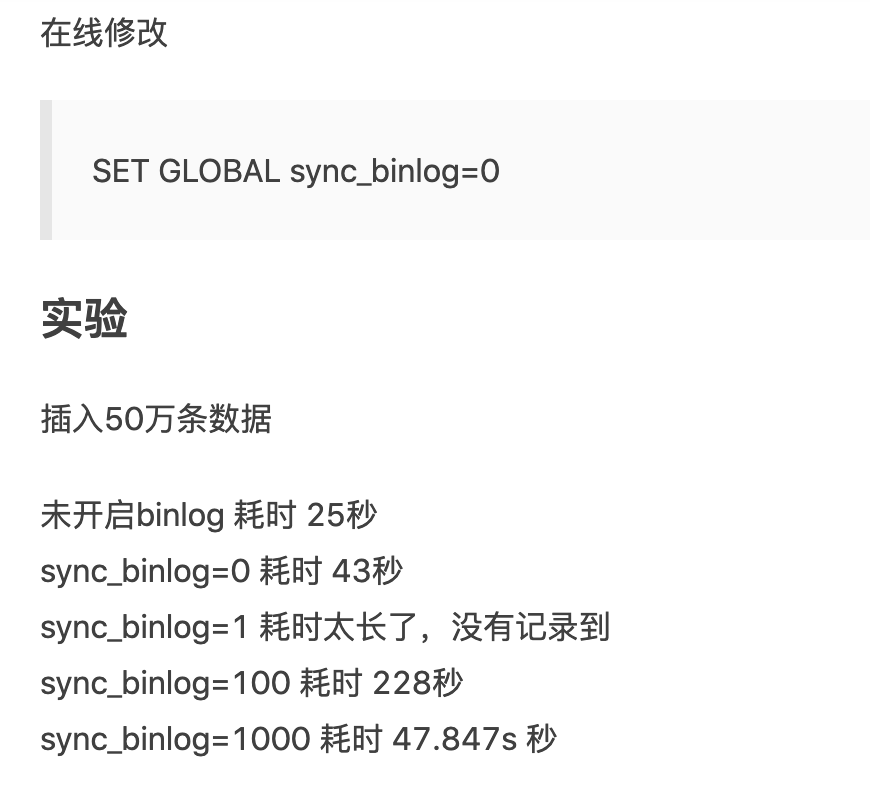 在线修改
SET GLOBAL sync_binlog=0
实验
插入50万条数据
未开启binlog 耗时 25秒
sync_binlog=0 耗时 43秒
sync_binlog=1 耗时太长了，没有记录到
sync_binlog=100 耗时 228秒
sync_binlog=1000 耗时 47.847s 秒